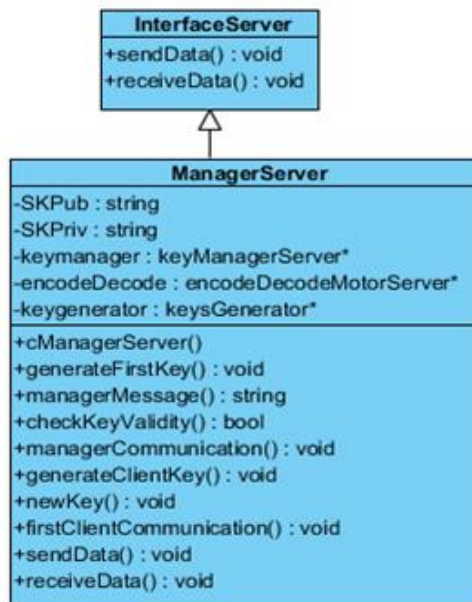 InterfaceServer
+sendData() : void
+receiveData() : void
ManagerServer
-SKPub : string
-SKPriv : string
-keymanager : keyManagerServer*
-encodeDecode : encodeDecodeMotorServer*
-keygenerator : keysGenerator*
+cManagerServer()
+generateFirstKey() : void
+managerMessage() : string
+checkKeyValidity() : bool
+managerCommunication() : void
+generateClientKey() : void
+newKey() : void
+firstClientCommunication() : void
+sendData() : void
+receiveData() : void